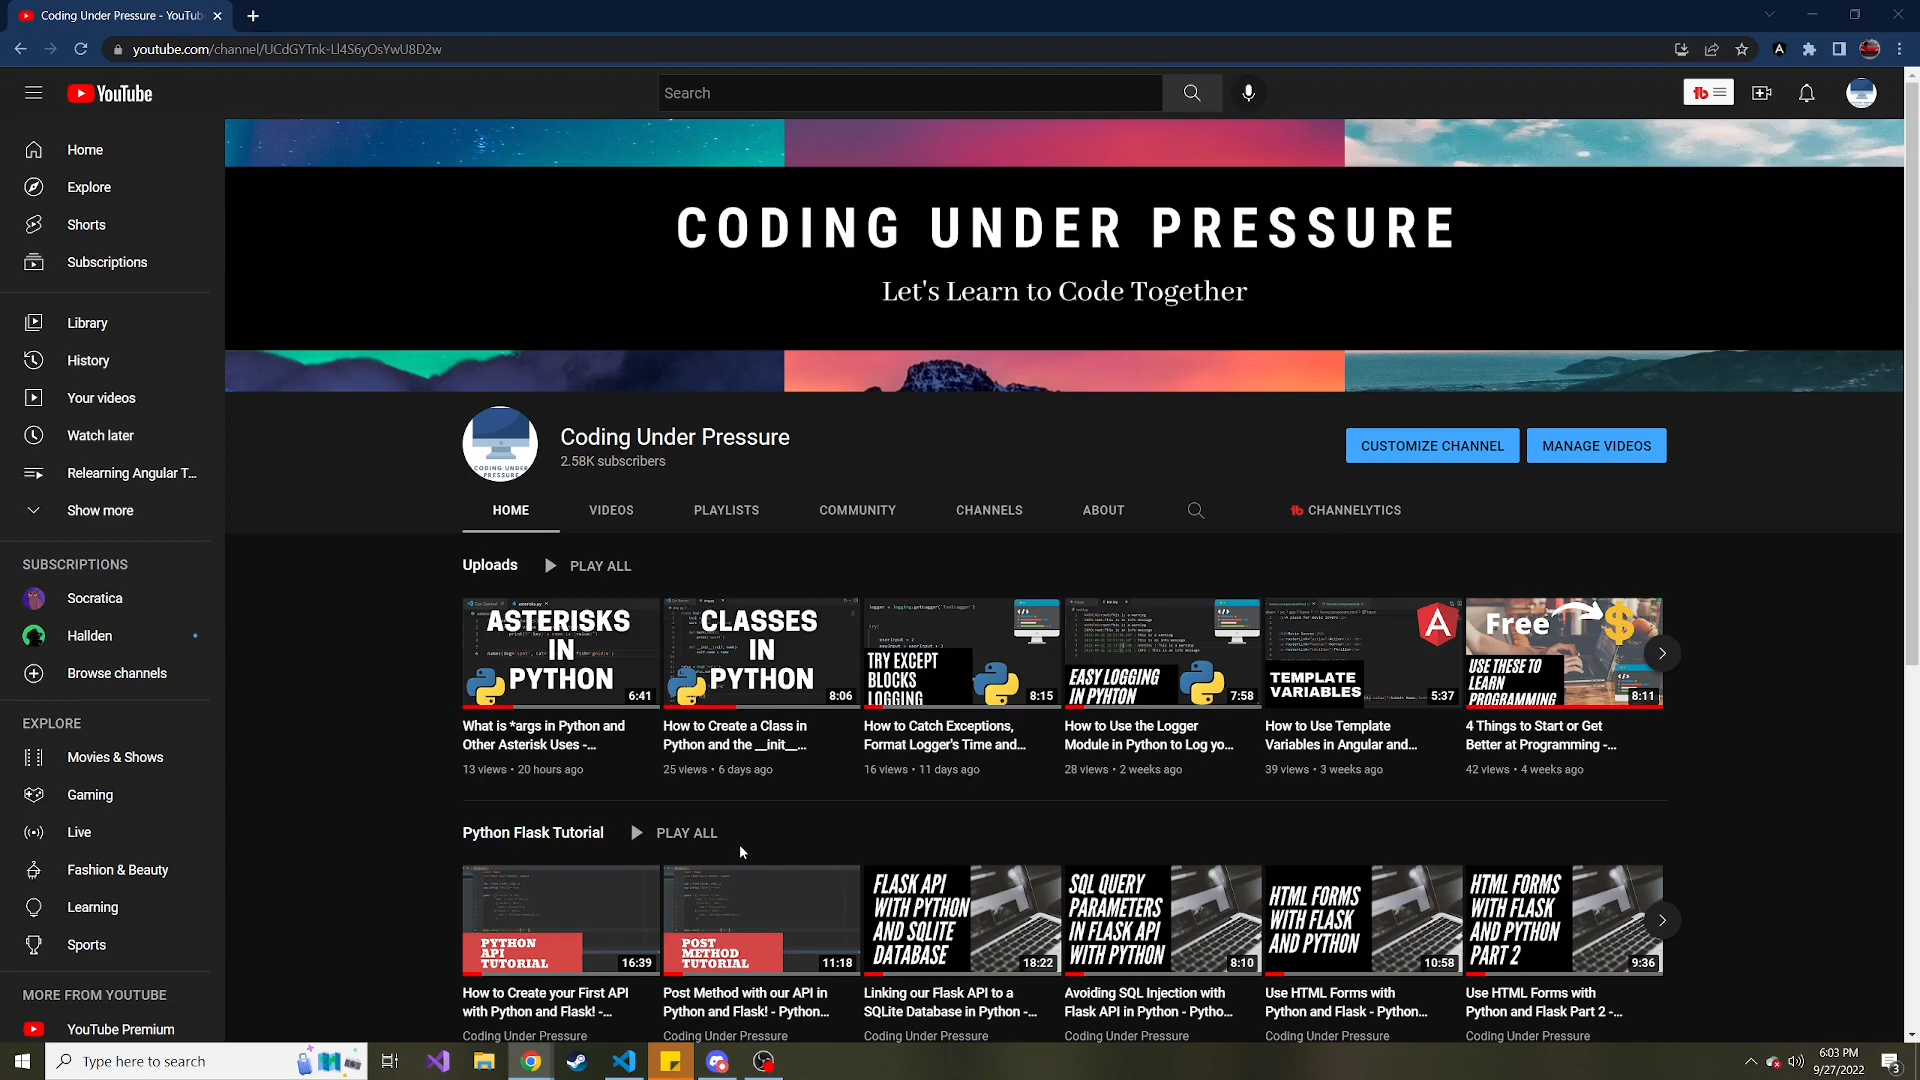 Coding Under Pressure - YouTub
youtube.com/channel/UCdGYTnk-Ll4S6yOsYwU8D2w
YouTube
Search
Home
Explore
Shorts
Subscriptions
Library
History
Your videos
Watch later
Relearning Angular T...
Show more
SUBSCRIPTIONS
Socratica
Hallden
Browse channels
EXPLORE
Movies & Shows
Gaming
Live
Fashion & Beauty
Learning
Sports
MORE FROM YOUTUBE
YouTube Premium
CODING UNDER PRESSURE
Let's Learn to Code Together
CODING UNDER
PRESSURE
Coding Under Pressure
2.58K subscribers
CUSTOMIZE CHANNEL
MANAGE VIDEOS
HOME
VIDEOS
PLAYLISTS
COMMUNITY
CHANNELS
ABOUT
CHANNELYTICS
Uploads
PLAY ALL
ASTERISKS
IN
PYTHON
6:41
What is *args in Python and
Other Asterisk Uses -...
13 views • 20 hours ago
CLASSES
IN
PYTHON
8:06
How to Create a Class in
Python and the __init__...
25 views • 6 days ago
TRY EXCEPT
BLOCKS
LOGGING
8:15
How to Catch Exceptions,
Format Logger's Time and...
16 views • 11 days ago
EASY LOGGING
IN PYHTON
7:58
How to Use the Logger
Module in Python to Log yo...
28 views • 2 weeks ago
TEMPLATE
VARIABLES
5:37
How to Use Template
Variables in Angular and...
39 views • 3 weeks ago
Free
USE THESE TO
LEARN
PROGRAMMING
8:11
4 Things to Start or Get
Better at Programming -...
42 views • 4 weeks ago
Python Flask Tutorial
PLAY ALL
PYTHON
API
TUTORIAL
16:39
How to Create your First API
with Python and Flask! -...
Coding Under Pressure
POST
METHOD
TUTORIAL
11:18
Post Method with our API in
Python and Flask! - Python...
Coding Under Pressure
FLASK API
WITH PYTHON
AND SQLITE
DATABASE
18:22
Linking our Flask API to a
SQLite Database in Python -...
Coding Under Pressure
SQL QUERY
PARAMETERS
IN FLASK API
WITH PYTHON
8:10
Avoiding SQL Injection with
Flask API in Python - Pytho...
Coding Under Pressure
HTML FORMS
WITH FLASK
AND PYTHON
10:58
Use HTML Forms with
Python and Flask - Python...
Coding Under Pressure
HTML FORMS
WITH FLASK
AND PYTHON
PART 2
9:36
Use HTML Forms with
Python and Flask Part 2 -...
Coding Under Pressure
Type here to search
6:03 PM
9/27/2022
3